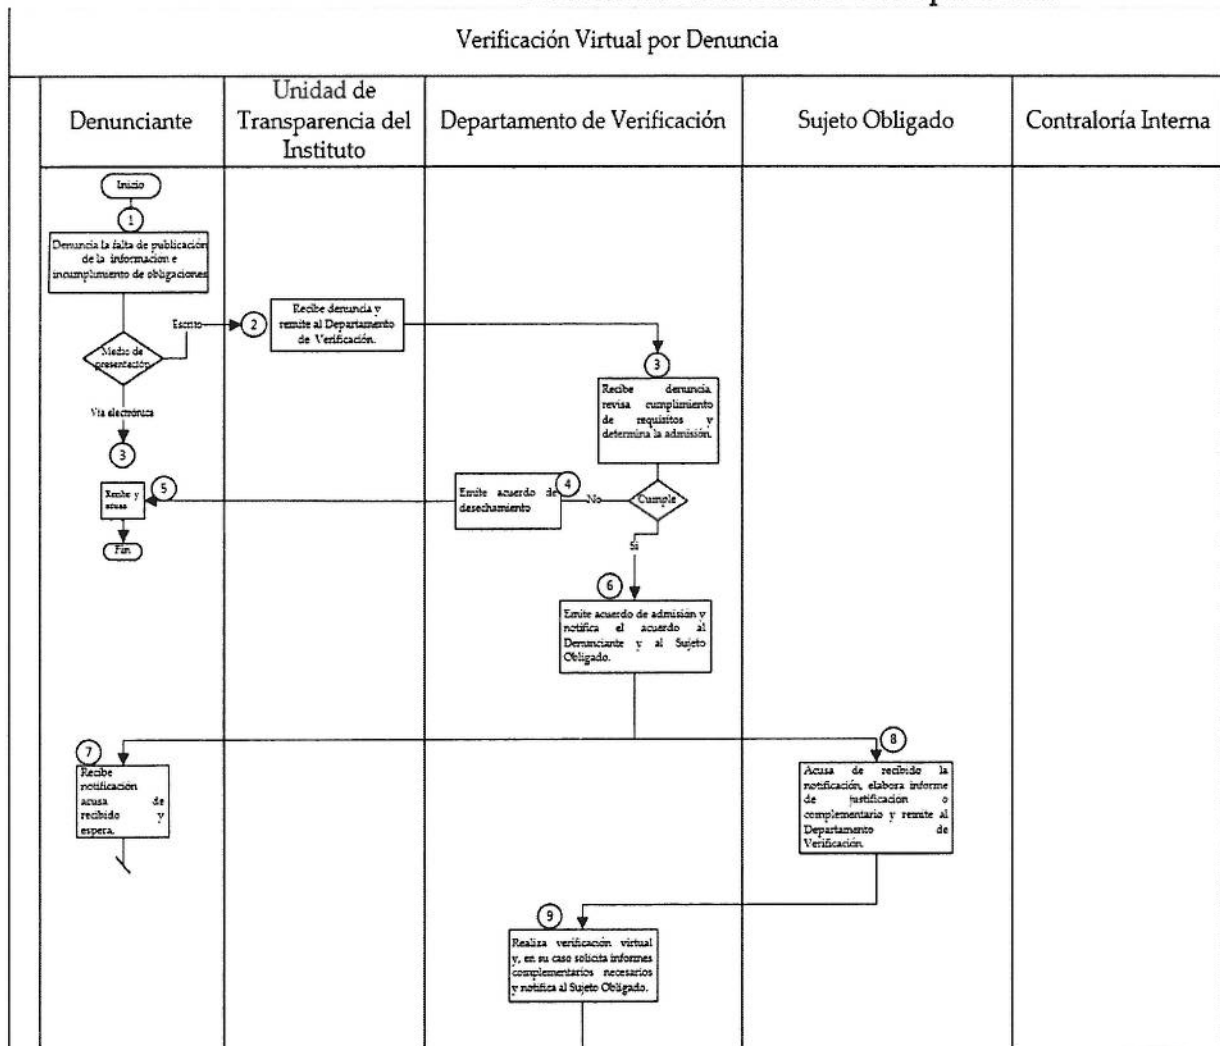 Verificación Virtual por Denuncia
Denunciante
Unidad de
Transparencia del
Instituto
Departamento de Verificación
Sujeto Obligado
Contraloría Interna
Inicio
1
Denuncia la falta de publicación
de la información e
incumplimiento de obligaciones
Medio de
presentación
Escrito
Vía electrónica
3
2
Recibe denuncia y
remite al Departamento
de Verificación.
3
Recibe denuncia
revisa cumplimiento
de requisitos y
determina la admisión.
Cumple
No
4
Emite acuerdo de
desechamiento
5
Recibe y
acusa
Fin
Si
6
Emite acuerdo de admisión y
notifica el acuerdo al
Denunciante y al Sujeto
Obligado.
7
Recibe
notificación
acusa de
recibido y
espera.
8
Acusa de recibido la
notificación, elabora informe
de justificación o
complementario y remite al
Departamento de
Verificación.
9
Realiza verificación virtual
y, en su caso solicita informes
complementarios necesarios
y notifica al Sujeto Obligado.